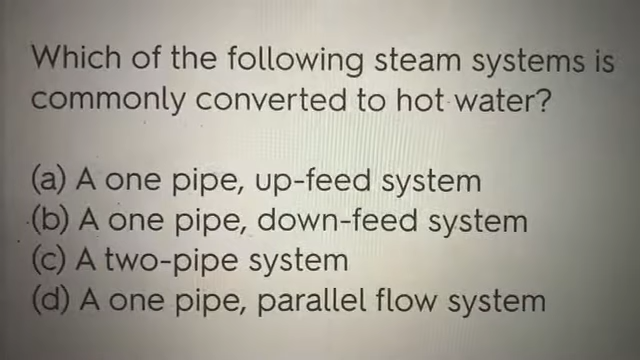 Which of the following steam systems is
commonly converted to hot water?
(a) A one pipe, up-feed system
(b) A one pipe, down-feed system
(c) A two-pipe system
(d) A one pipe, parallel flow system